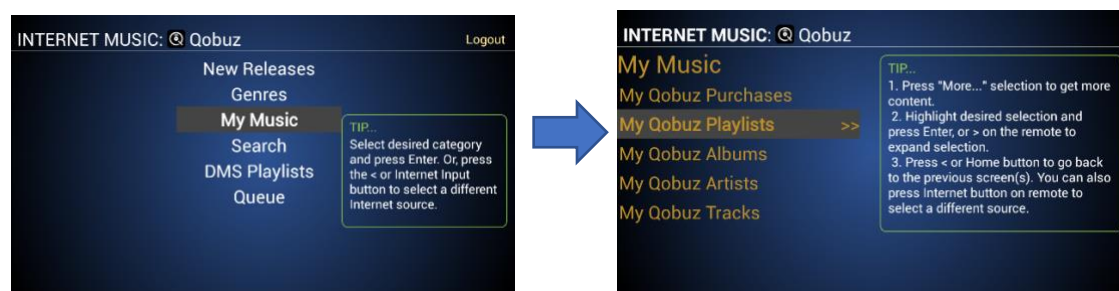 INTERNET MUSIC: Qobuz
Logout
New Releases
Genres
My Music
Search
DMS Playlists
Queue
TIP...
Select desired category
and press Enter. Or, press
the < or Internet Input
button to select a different
Internet source.
INTERNET MUSIC: Qobuz
My Music
My Qobuz Purchases
My Qobuz Playlists >>
My Qobuz Albums
My Qobuz Artists
My Qobuz Tracks
TIP...
1. Press "More..." selection to get more
content.
2. Highlight desired selection and
press Enter, or > on the remote to
expand selection.
3. Press < or Home button to go back
to the previous screen(s). You can also
press Internet button on remote to
select a different source.